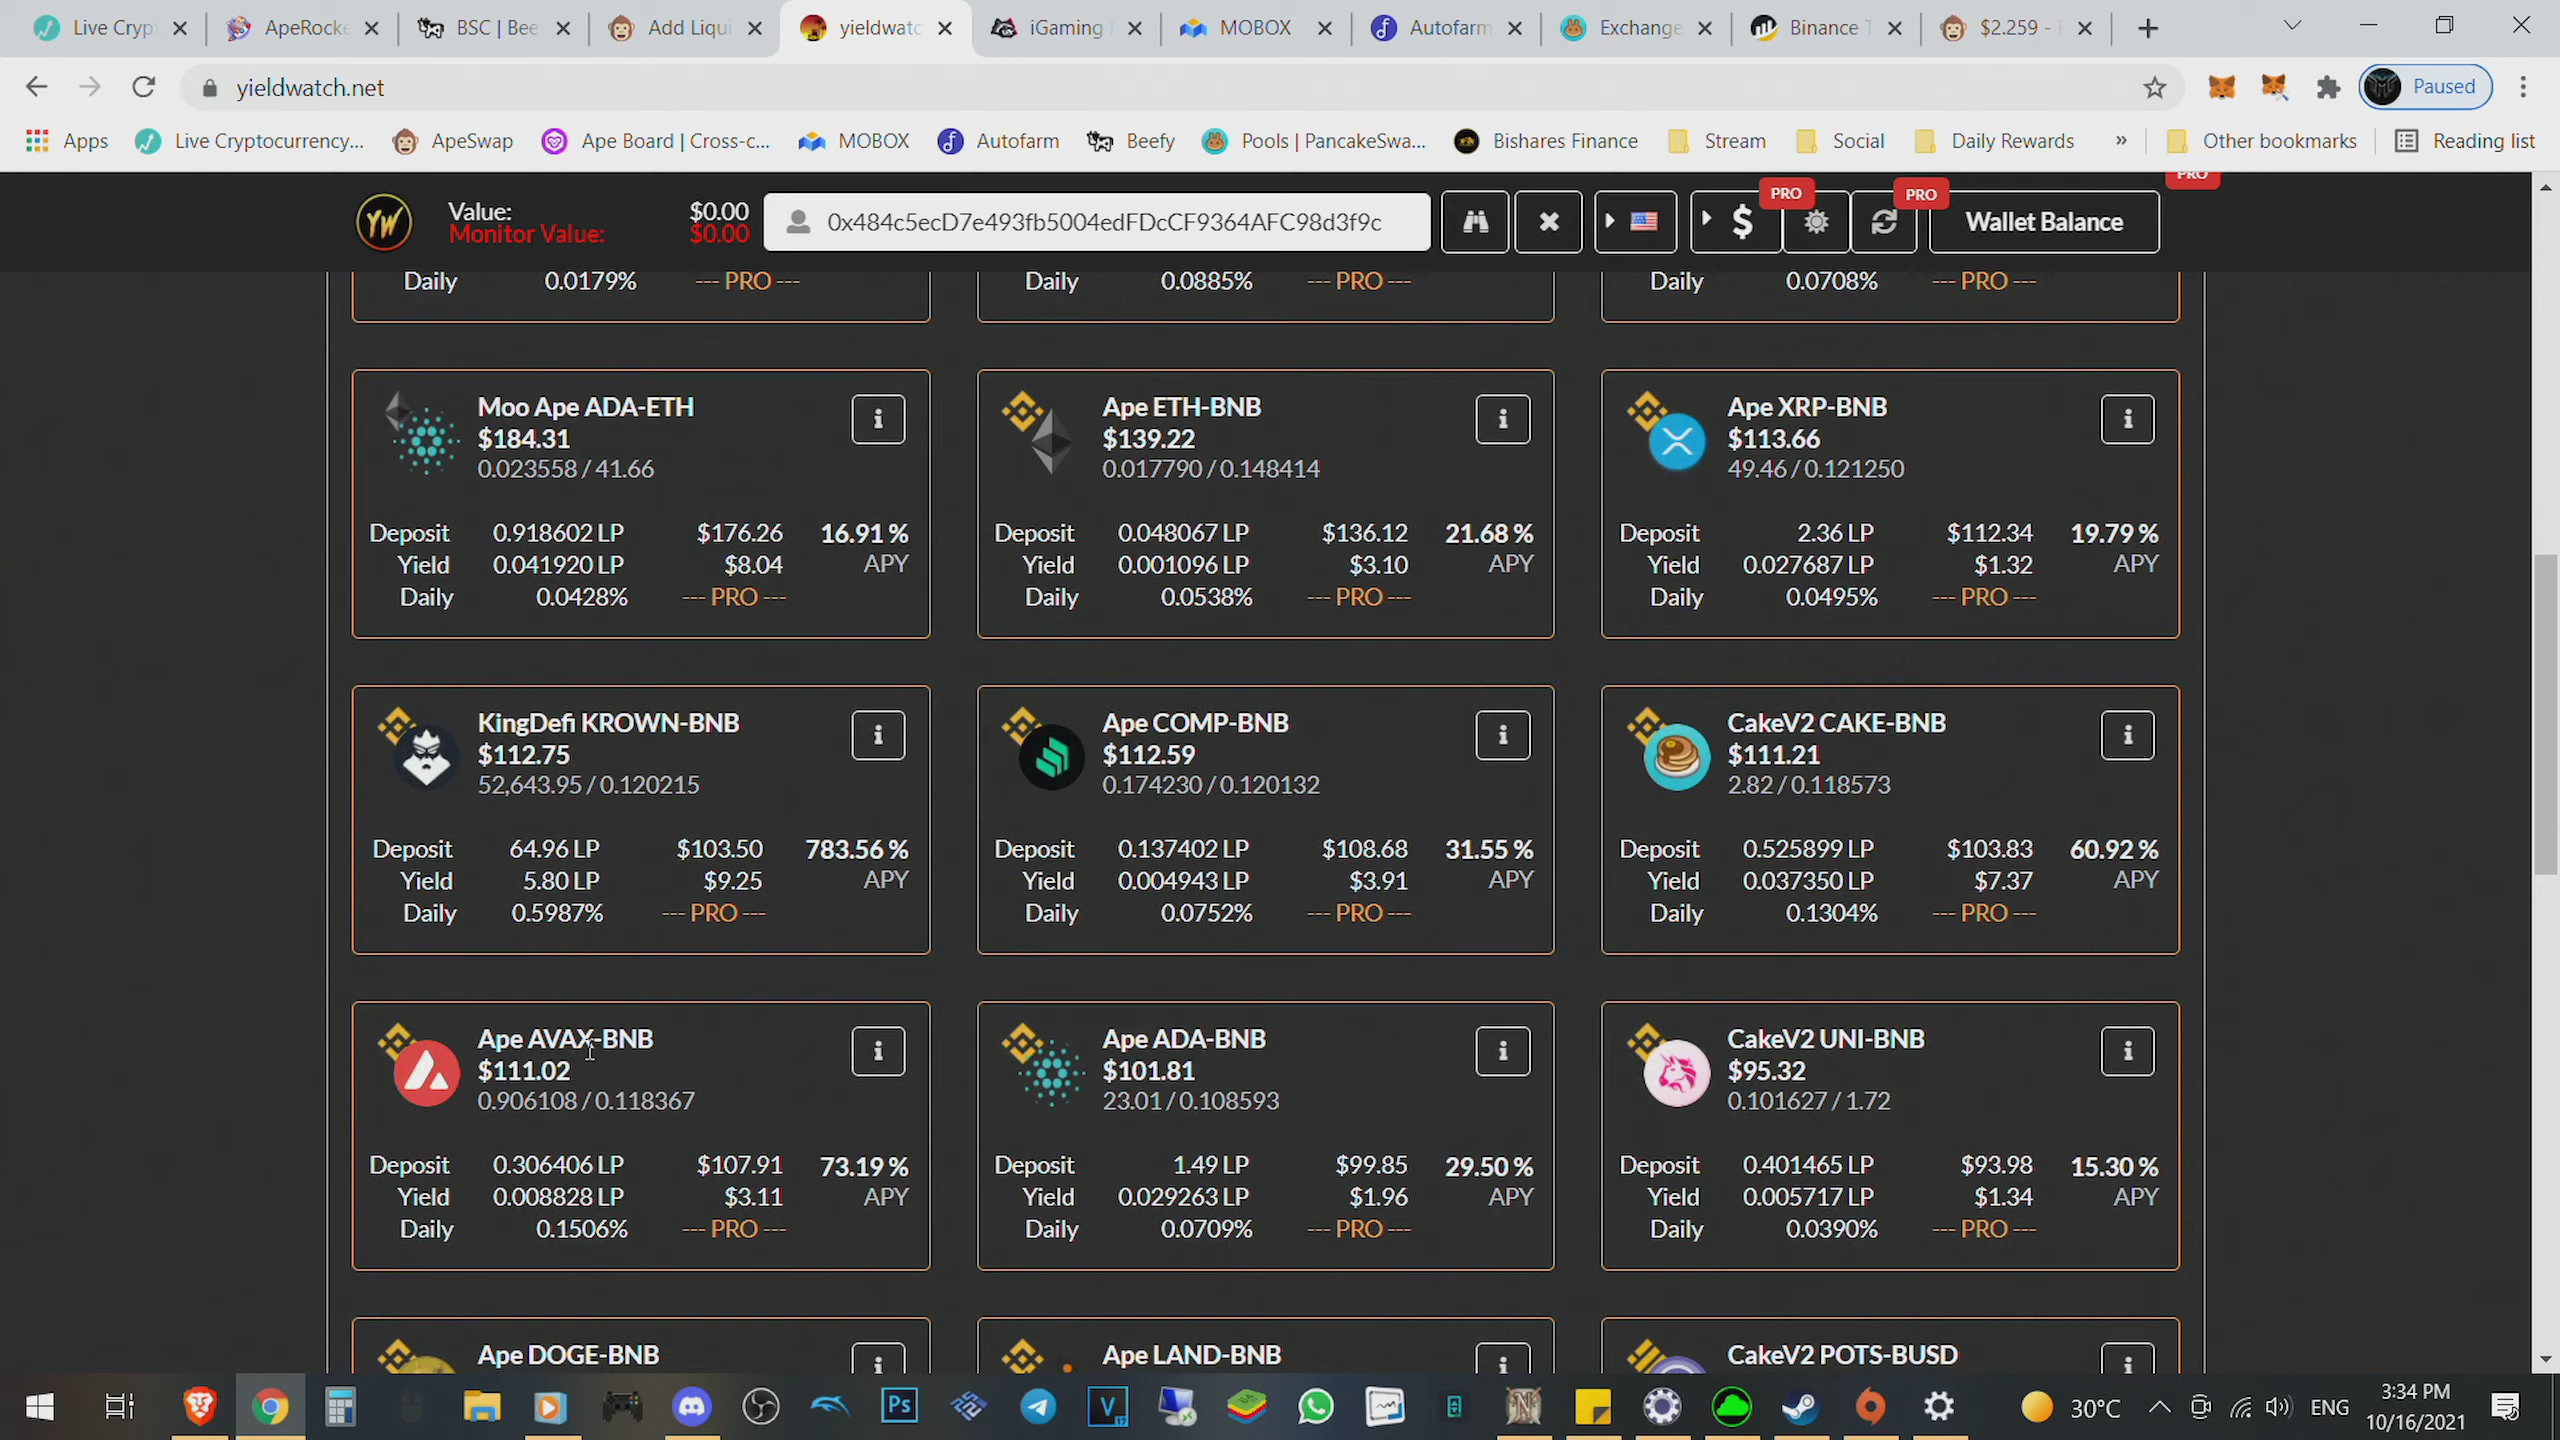 Live Cryp
ApeRocke
BSC | Bee
Add Liqui
yieldwatc
iGaming
MOBOX
Autofarm
Exchange
Binance T
$2.259 -
yieldwatch.net
Paused
Apps
Live Cryptocurrency...
ApeSwap
Ape Board | Cross-c...
MOBOX
Autofarm
Beefy
Pools | PancakeSwa...
Bishares Finance
Stream
Social
Daily Rewards
»
Other bookmarks
Reading list
YW
Value: $0.00
Monitor Value: $0.00
0x484c5ecD7e493fb5004edFDcCF9364AFC98d3f9c
$
PRO
PRO
Wallet Balance
PRO
Daily 0.0179% --- PRO ---
Daily 0.0885% --- PRO ---
Daily 0.0708% --- PRO ---
Moo Ape ADA-ETH
$184.31
0.023558 / 41.66
Deposit 0.918602 LP $176.26 16.91 %
Yield 0.041920 LP $8.04 APY
Daily 0.0428% --- PRO ---
Ape ETH-BNB
$139.22
0.017790 / 0.148414
Deposit 0.048067 LP $136.12 21.68 %
Yield 0.001096 LP $3.10 APY
Daily 0.0538% --- PRO ---
Ape XRP-BNB
$113.66
49.46 / 0.121250
Deposit 2.36 LP $112.34 19.79 %
Yield 0.027687 LP $1.32 APY
Daily 0.0495% --- PRO ---
KingDefi KROWN-BNB
$112.75
52,643.95 / 0.120215
Deposit 64.96 LP $103.50 783.56 %
Yield 5.80 LP $9.25 APY
Daily 0.5987% --- PRO ---
Ape COMP-BNB
$112.59
0.174230 / 0.120132
Deposit 0.137402 LP $108.68 31.55 %
Yield 0.004943 LP $3.91 APY
Daily 0.0752% --- PRO ---
CakeV2 CAKE-BNB
$111.21
2.82 / 0.118573
Deposit 0.525899 LP $103.83 60.92 %
Yield 0.037350 LP $7.37 APY
Daily 0.1304% --- PRO ---
Ape AVAX-BNB
$111.02
0.906108 / 0.118367
Deposit 0.306406 LP $107.91 73.19 %
Yield 0.008828 LP $3.11 APY
Daily 0.1506% --- PRO ---
Ape ADA-BNB
$101.81
23.01 / 0.108593
Deposit 1.49 LP $99.85 29.50 %
Yield 0.029263 LP $1.96 APY
Daily 0.0709% --- PRO ---
CakeV2 UNI-BNB
$95.32
0.101627 / 1.72
Deposit 0.401465 LP $93.98 15.30 %
Yield 0.005717 LP $1.34 APY
Daily 0.0390% --- PRO ---
Ape DOGE-BNB
Ape LAND-BNB
CakeV2 POTS-BUSD
Ps
V
30°C
ENG
3:34 PM
10/16/2021